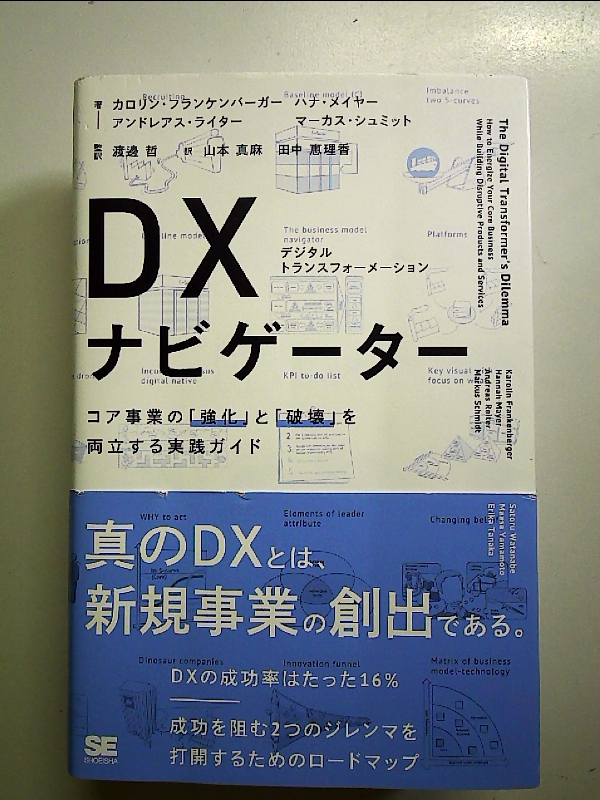 著 カロリン・フランケンバーガー ハナ・メイヤー
アンドレアス・ライター マーカス・シュミット
監訳 渡邊 哲 訳 山本 真麻 田中 恵理香
Recruition
Baseline model (C)
Imbalance
two S-curves
The Digital Transformer's Dilemma
How to Energize Your Core Business
While Building Disruptive Products and Services
DX
デジタル
トランスフォーメーション
ナビゲーター
line model
The business model
navigator
Platforms
digital native
KPI to-do list
Key visual
focus on
Karolin Frankenberger
Hannah Mayer
Andreas Reiter
Markus Schmidt
コア事業の「強化」と「破壊」を
両立する実践ガイド
WHY to act
Elements of leader
attribute
Changing
Satoru Watanabe
Maasa Yamamoto
Erika Tanaka
真のDXとは、
新規事業の創出である。
Dinosaur companies
Innovation funnel
Matrix of business
model-technology
DXの成功率はたった16%
成功を阻む2つのジレンマを
打開するためのロードマップ
SE
SHOEISHA